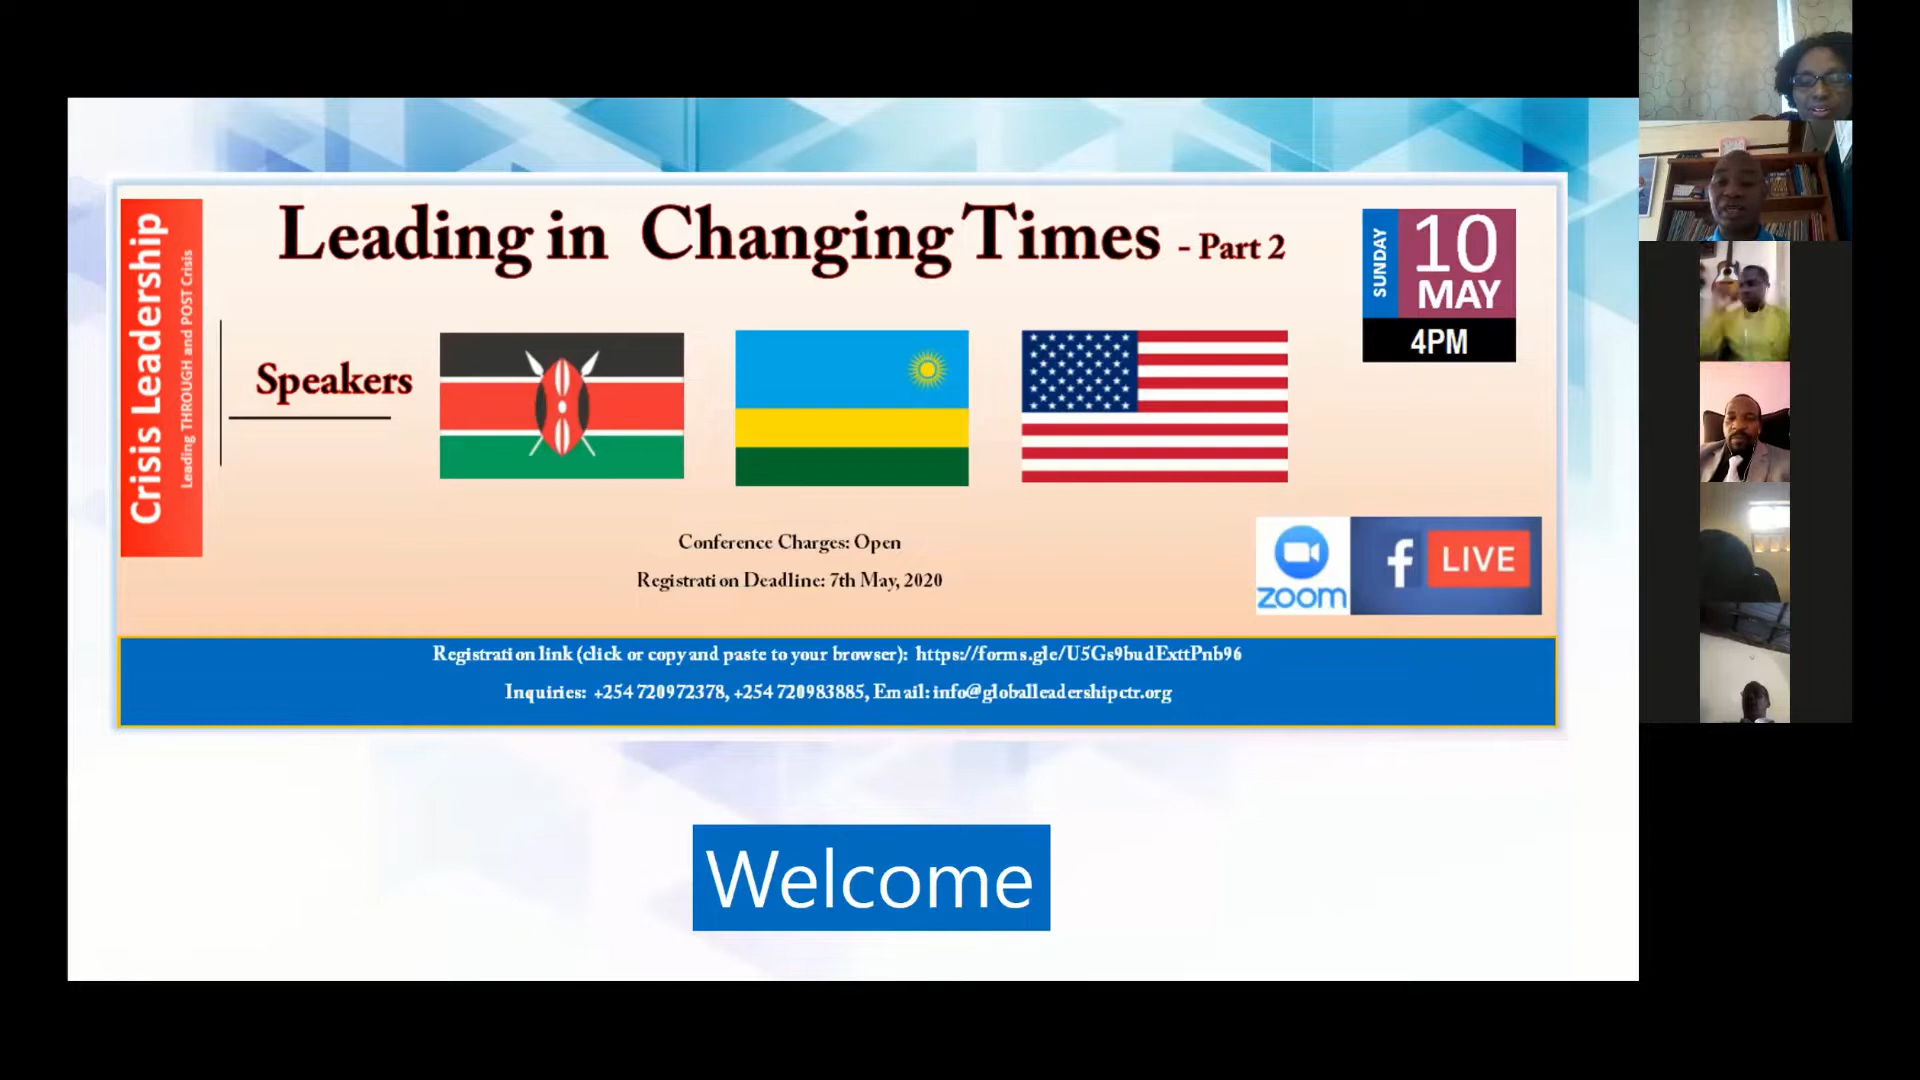 Crisis Leadership
Leading THROUGH and POST Crisis
Leading in Changing Times - Part 2
SUNDAY
10
MAY
4PM
Speakers
Conference Charges: Open
Registration Deadline: 7th May, 2020
zoom
f LIVE
Registration link (click or copy and paste to your browser): https://forms.gle/U5Gs9budExttPnb96
Inquiries: +254 720972378, +254 720983885, Email: info@globalleadershipctr.org
Welcome